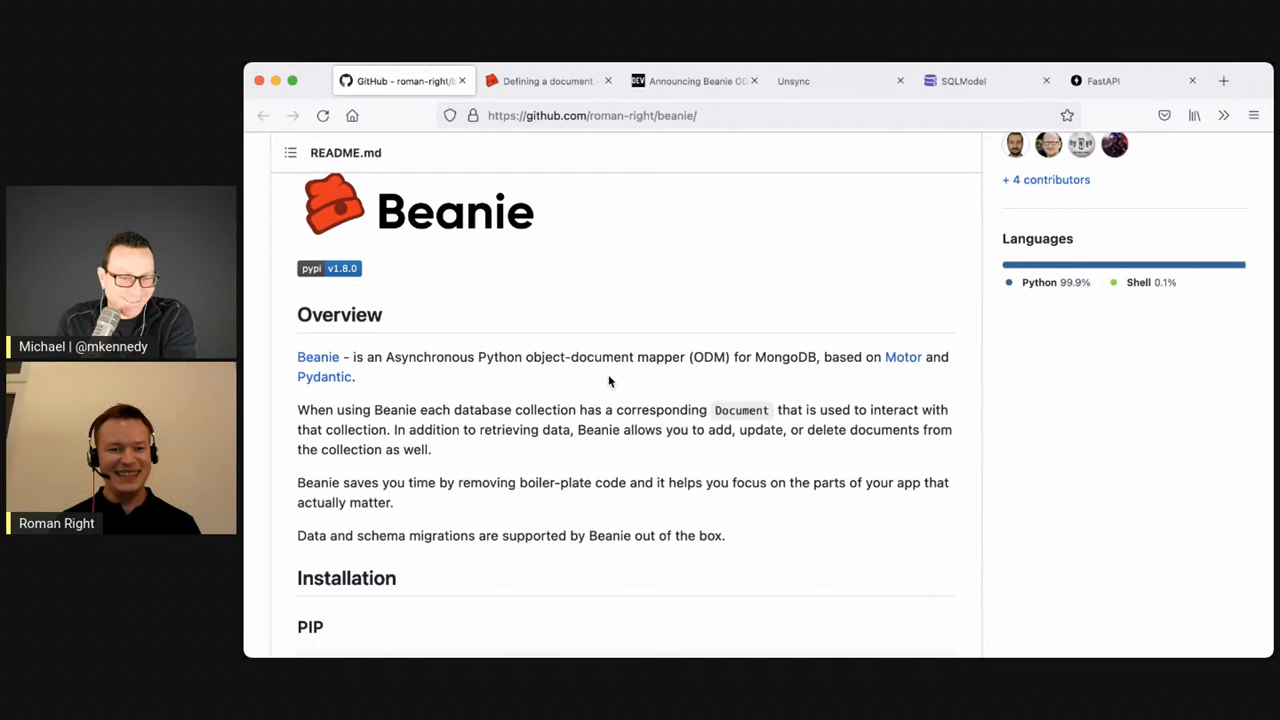 GitHub - roman-right/b
Defining a document -
DEV
Announcing Beanie OD
Unsync
SQLModel
FastAPI
https://github.com/roman-right/beanie/
README.md
+ 4 contributors
Beanie
Languages
pypi v1.8.0
Python 99.9%
Shell 0.1%
Overview
Beanie - is an Asynchronous Python object-document mapper (ODM) for MongoDB, based on Motor and
Pydantic.
When using Beanie each database collection has a corresponding Document that is used to interact with
that collection. In addition to retrieving data, Beanie allows you to add, update, or delete documents from
the collection as well.
Beanie saves you time by removing boiler-plate code and it helps you focus on the parts of your app that
actually matter.
Data and schema migrations are supported by Beanie out of the box.
Installation
PIP
Michael | @mkennedy
Roman Right